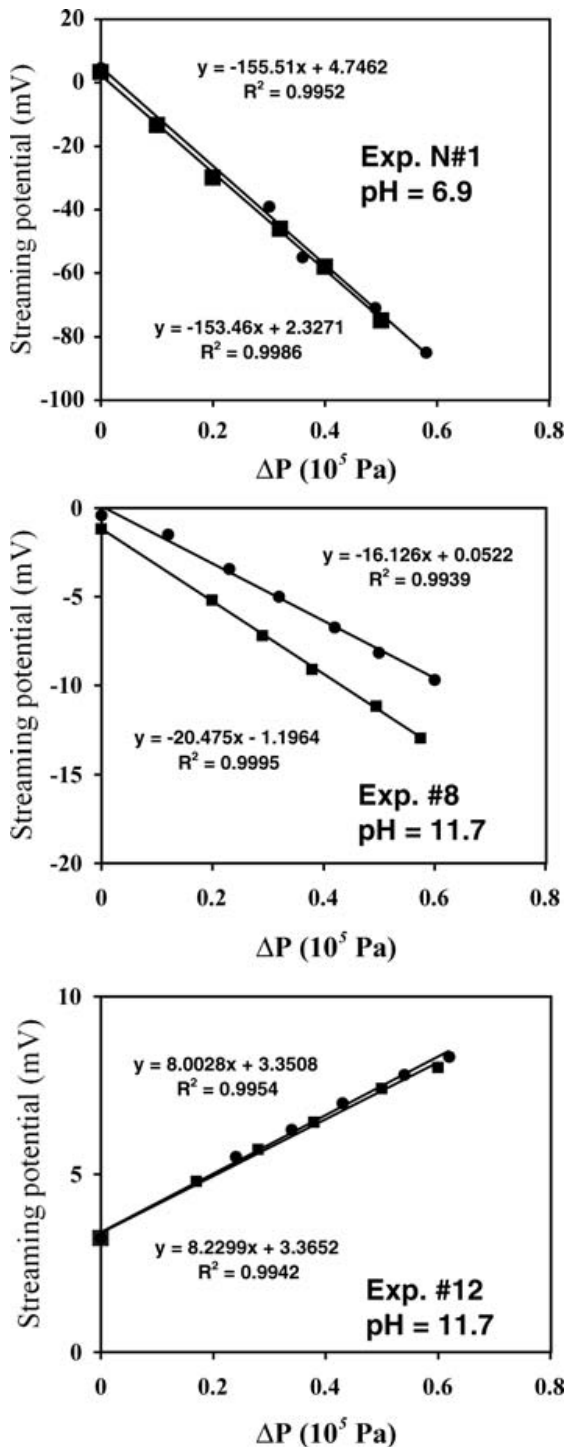 20
0
-20
-40
-60
-80
-100
Streaming potential (mV)
y = -155.51x + 4.7462
R² = 0.9952
Exp. N#1
pH = 6.9
y = -153.46x + 2.3271
R² = 0.9986
0 0.2 0.4 0.6 0.8
ΔP (10⁵ Pa)
0
-5
-10
-15
-20
Streaming potential (mV)
y = -16.126x + 0.0522
R² = 0.9939
y = -20.475x - 1.1964
R² = 0.9995
Exp. #8
pH = 11.7
0 0.2 0.4 0.6 0.8
ΔP (10⁵ Pa)
10
5
0
Streaming potential (mV)
y = 8.0028x + 3.3508
R² = 0.9954
y = 8.2299x + 3.3652
R² = 0.9942
Exp. #12
pH = 11.7
0 0.2 0.4 0.6 0.8
ΔP (10⁵ Pa)